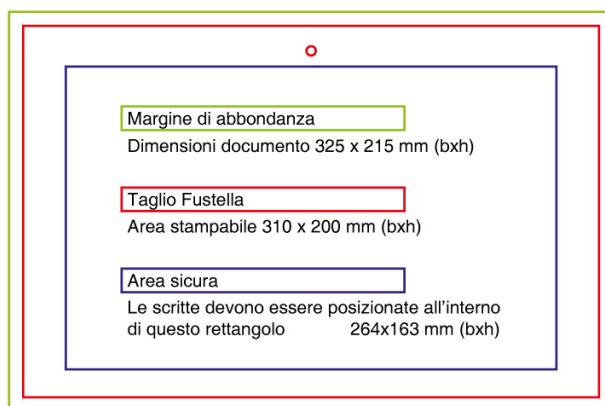 Margine di abbondanza
Dimensioni documento 325 x 215 mm (bxh)
Taglio Fustella
Area stampabile 310 x 200 mm (bxh)
Area sicura
Le scritte devono essere posizionate all'interno
di questo rettangolo 264x163 mm (bxh)